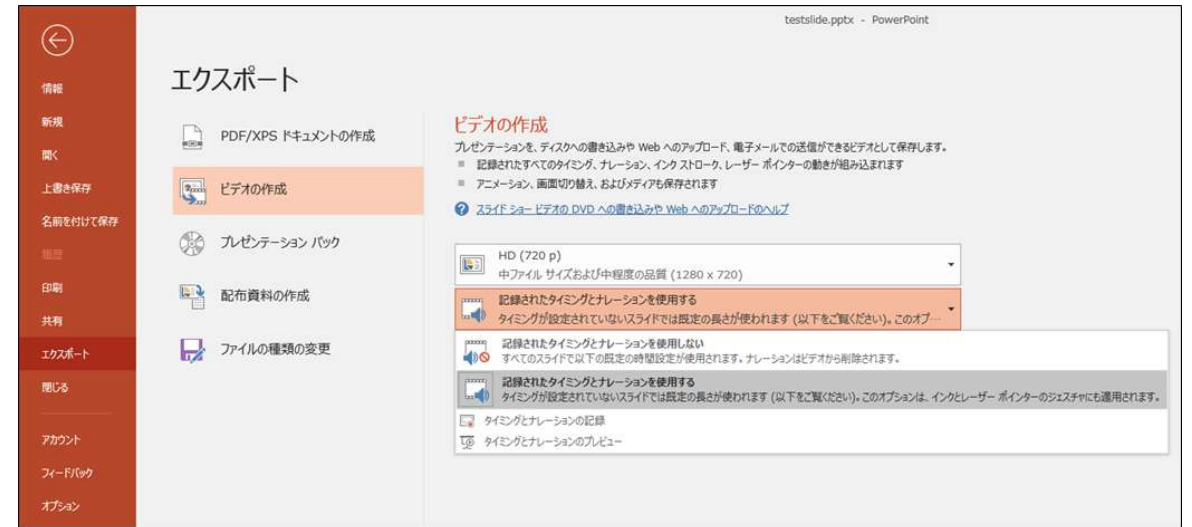 testslide.pptx - PowerPoint
情報
新規
開く
上書き保存
名前を付けて保存
履歴
印刷
共有
エクスポート
閉じる
アカウント
フィードバック
オプション
エクスポート
PDF/XPS ドキュメントの作成
ビデオの作成
プレゼンテーション パック
配布資料の作成
ファイルの種類の変更
ビデオの作成
プレゼンテーションを、ディスクへの書き込みや Web へのアップロード、電子メールでの送信ができるビデオとして保存します。
記録されたすべてのタイミング、ナレーション、インク ストローク、レーザー ポインターの動きが組み込まれます
アニメーション、画面切り替え、およびメディアも保存されます
スライド ショー ビデオの DVD への書き込みや Web へのアップロードのヘルプ
HD (720 p)
中ファイル サイズおよび中程度の品質 (1280 x 720)
記録されたタイミングとナレーションを使用する
タイミングが設定されていないスライドでは既定の長さが使われます (以下をご覧ください)。このオプ…
記録されたタイミングとナレーションを使用しない
すべてのスライドで以下の既定の時間設定が使用されます。ナレーションはビデオから削除されます。
記録されたタイミングとナレーションを使用する
タイミングが設定されていないスライドでは既定の長さが使われます (以下をご覧ください)。このオプションは、インクとレーザー ポインターのジェスチャにも適用されます。
タイミングとナレーションの記録
タイミングとナレーションのプレビュー